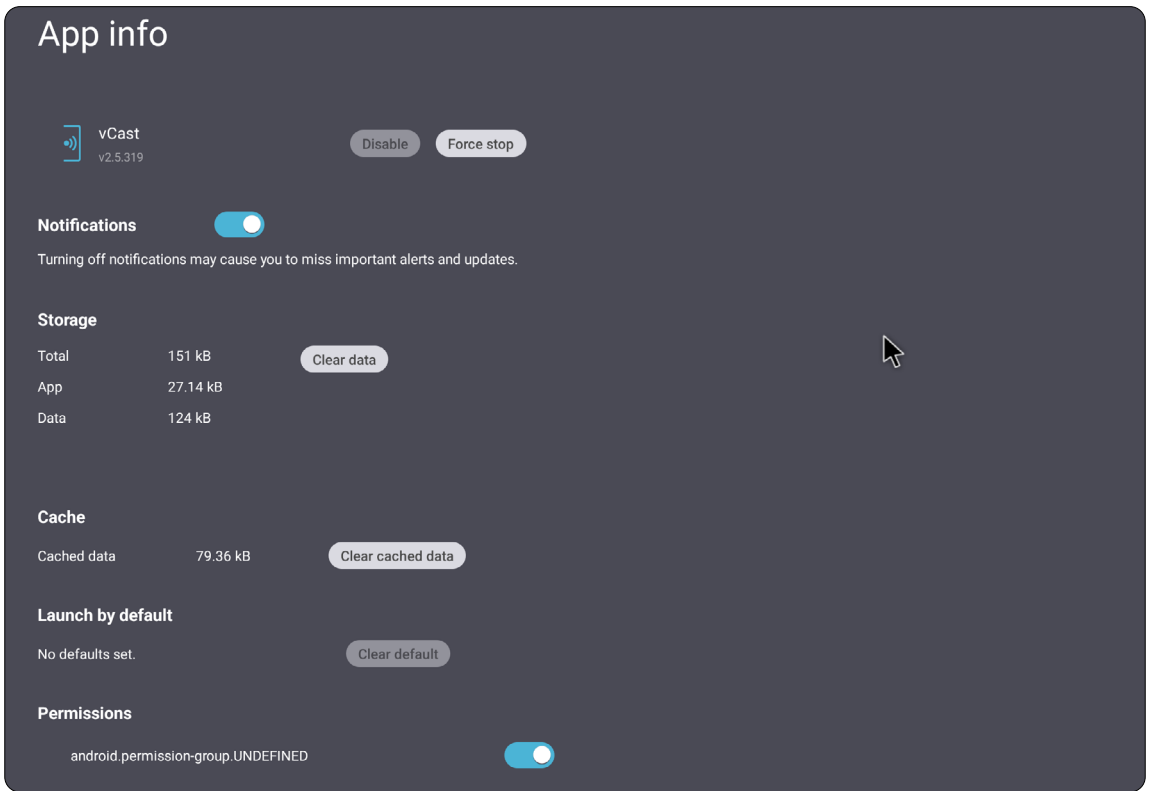 App info
vCast
v2.5.319
Disable
Force stop
Notifications
Turning off notifications may cause you to miss important alerts and updates.
Storage
Total 151 kB Clear data
App 27.14 kB
Data 124 kB
Cache
Cached data 79.36 kB Clear cached data
Launch by default
No defaults set. Clear default
Permissions
android.permission-group.UNDEFINED